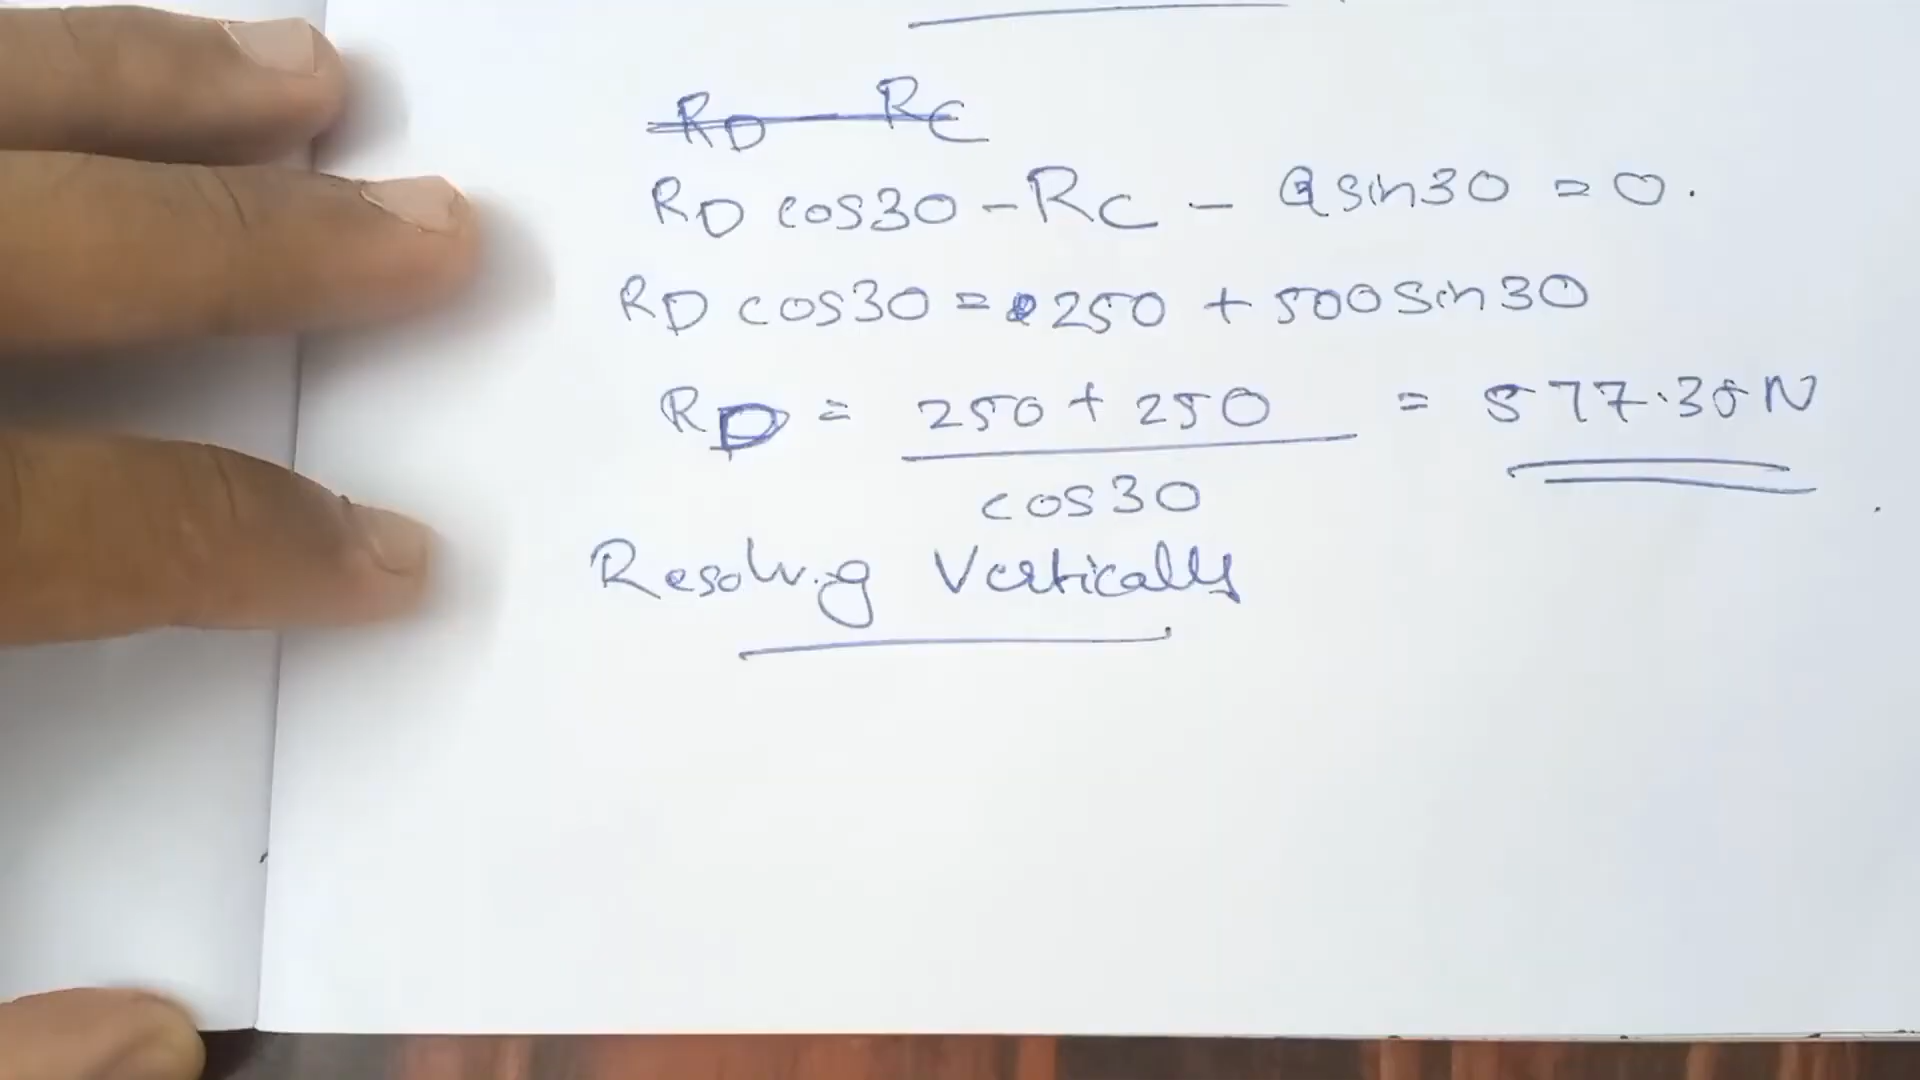 RD RC
RD cos30 - RC - Q sin30 = 0.
RD cos30 = 250 + 500 sin30
RD = 250 + 250 = 577.35N
cos30
Resolving Vertically